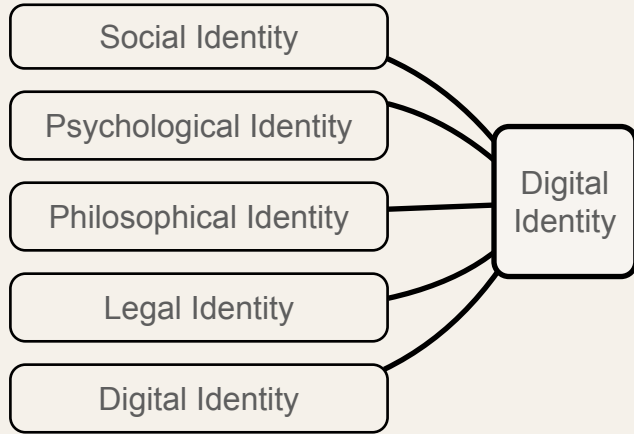 Social Identity
Psychological Identity
Philosophical Identity
Legal Identity
Digital Identity
Digital
Identity